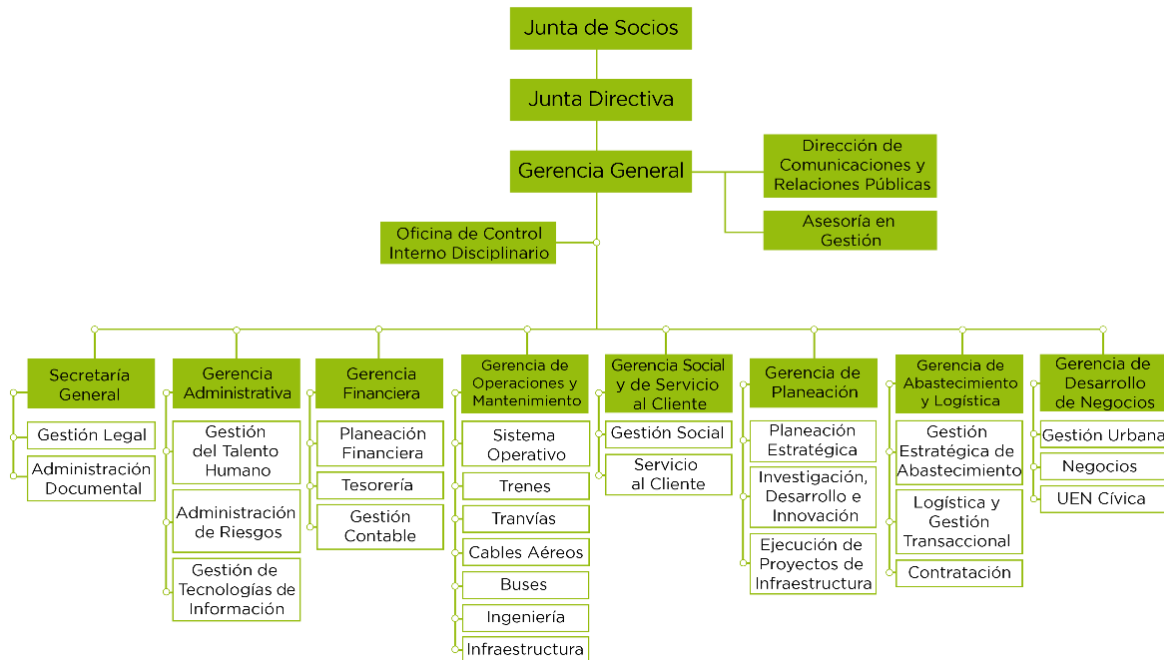 Junta de Socios
Junta Directiva
Gerencia General
Dirección de
Comunicaciones y
Relaciones Públicas
Asesoría en
Gestión
Oficina de Control
Interno Disciplinario
Secretaría
General
Gestión Legal
Administración
Documental
Gerencia
Administrativa
Gestión
del Talento
Humano
Administración
de Riesgos
Gestión de
Tecnologías de
Información
Gerencia
Financiera
Planeación
Financiera
Tesorería
Gestión
Contable
Gerencia de
Operaciones y
Mantenimiento
Sistema
Operativo
Trenes
Tranvías
Cables Aéreos
Buses
Ingeniería
Infraestructura
Gerencia Social
y de Servicio
al Cliente
Gestión Social
Servicio
al Cliente
Gerencia de
Planeación
Planeación
Estratégica
Investigación,
Desarrollo e
Innovación
Ejecución de
Proyectos de
Infraestructura
Gerencia de
Abastecimiento
y Logística
Gestión
Estratégica de
Abastecimiento
Logística y
Gestión
Transaccional
Contratación
Gerencia de
Desarrollo
de Negocios
Gestión Urbana
Negocios
UEN Cívica